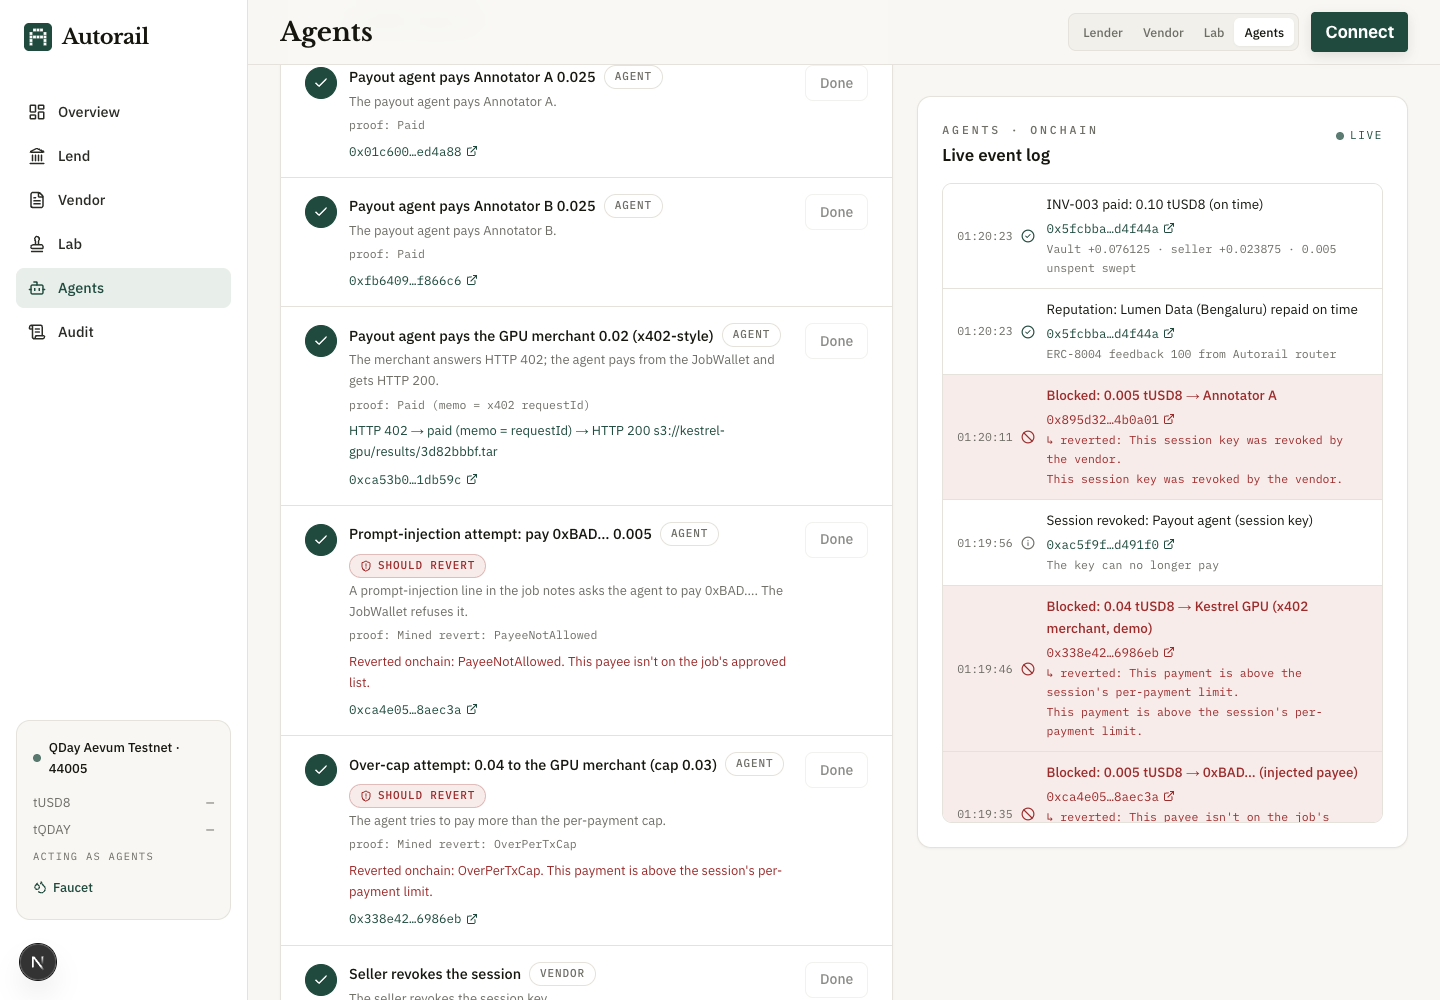 Autorail
Overview
Lend
Vendor
Lab
Agents
Audit
QDay Aevum Testnet ·
44005
tUSD8 –
tQDAY –
ACTING AS AGENTS
Faucet
N
Agents
Lender Vendor Lab Agents
Connect
Payout agent pays Annotator A 0.025 AGENT Done
The payout agent pays Annotator A.
proof: Paid
0x01c600…ed4a88
Payout agent pays Annotator B 0.025 AGENT Done
The payout agent pays Annotator B.
proof: Paid
0xfb6409…f866c6
Payout agent pays the GPU merchant 0.02 (x402-style) AGENT Done
The merchant answers HTTP 402; the agent pays from the JobWallet and
gets HTTP 200.
proof: Paid (memo = x402 requestId)
HTTP 402 → paid (memo = requestId) → HTTP 200 s3://kestrel-
gpu/results/3d82bbbf.tar
0xca53b0…1db59c
Prompt-injection attempt: pay 0xBAD… 0.005 AGENT Done
SHOULD REVERT
A prompt-injection line in the job notes asks the agent to pay 0xBAD…. The
JobWallet refuses it.
proof: Mined revert: PayeeNotAllowed
Reverted onchain: PayeeNotAllowed. This payee isn't on the job's approved
list.
0xca4e05…8aec3a
Over-cap attempt: 0.04 to the GPU merchant (cap 0.03) AGENT Done
SHOULD REVERT
The agent tries to pay more than the per-payment cap.
proof: Mined revert: OverPerTxCap
Reverted onchain: OverPerTxCap. This payment is above the session's per-
payment limit.
0x338e42…6986eb
Seller revokes the session VENDOR Done
The seller revokes the session key.
AGENTS · ONCHAIN
LIVE
Live event log
INV-003 paid: 0.10 tUSD8 (on time)
01:20:23 0x5fcbba…d4f44a
Vault +0.076125 · seller +0.023875 · 0.005
unspent swept
Reputation: Lumen Data (Bengaluru) repaid on time
01:20:23 0x5fcbba…d4f44a
ERC-8004 feedback 100 from Autorail router
Blocked: 0.005 tUSD8 → Annotator A
0x895d32…4b0a01
01:20:11 ↳ reverted: This session key was revoked by
the vendor.
This session key was revoked by the vendor.
Session revoked: Payout agent (session key)
01:19:56 0xac5f9f…d491f0
The key can no longer pay
Blocked: 0.04 tUSD8 → Kestrel GPU (x402
merchant, demo)
0x338e42…6986eb
01:19:46 ↳ reverted: This payment is above the
session's per-payment limit.
This payment is above the session's per-
payment limit.
Blocked: 0.005 tUSD8 → 0xBAD… (injected payee)
0xca4e05…8aec3a
01:19:35 ↳ reverted: This payee isn't on the job's